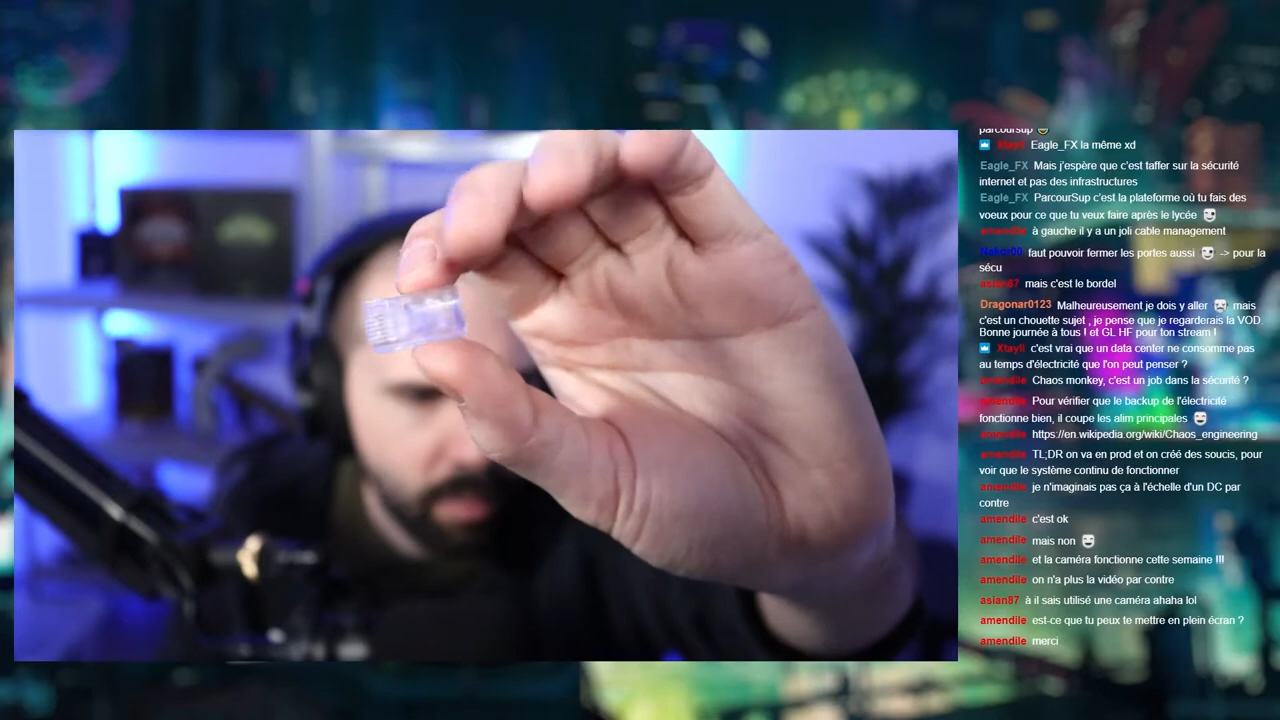 parcoursup
Xtayll Eagle_FX la même xd
Eagle_FX Mais j'espère que c'est taffer sur la sécurité
internet et pas des infrastructures
Eagle_FX ParcourSup c'est la plateforme où tu fais des
voeux pour ce que tu veux faire après le lycée
amendile à gauche il y a un joli cable management
Nakor00 faut pouvoir fermer les portes aussi -> pour la
sécu
asian87 mais c'est le bordel
Dragonar0123 Malheureusement je dois y aller mais
c'est un chouette sujet , je pense que je regarderais la VOD.
Bonne journée à tous ! et GL HF pour ton stream !
Xtayll c'est vrai que un data center ne consomme pas
au temps d'électricité que l'on peut penser ?
amendile Chaos monkey, c'est un job dans la sécurité ?
amendile Pour vérifier que le backup de l'électricité
fonctionne bien, il coupe les alim principales
amendile https://en.wikipedia.org/wiki/Chaos_engineering
amendile TL;DR on va en prod et on créé des soucis, pour
voir que le système continu de fonctionner
amendile je n'imaginais pas ça à l'échelle d'un DC par
contre
amendile c'est ok
amendile mais non
amendile et la caméra fonctionne cette semaine !!!
amendile on n'a plus la vidéo par contre
asian87 à il sais utilisé une caméra ahaha lol
amendile est-ce que tu peux te mettre en plein écran ?
amendile merci